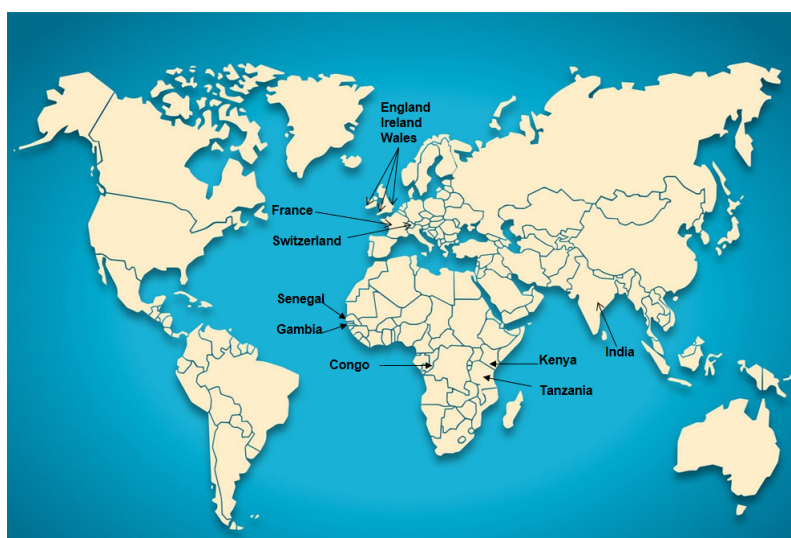 England
Ireland
Wales
France
Switzerland
Senegal
Gambia
Congo
Kenya
India
Tanzania